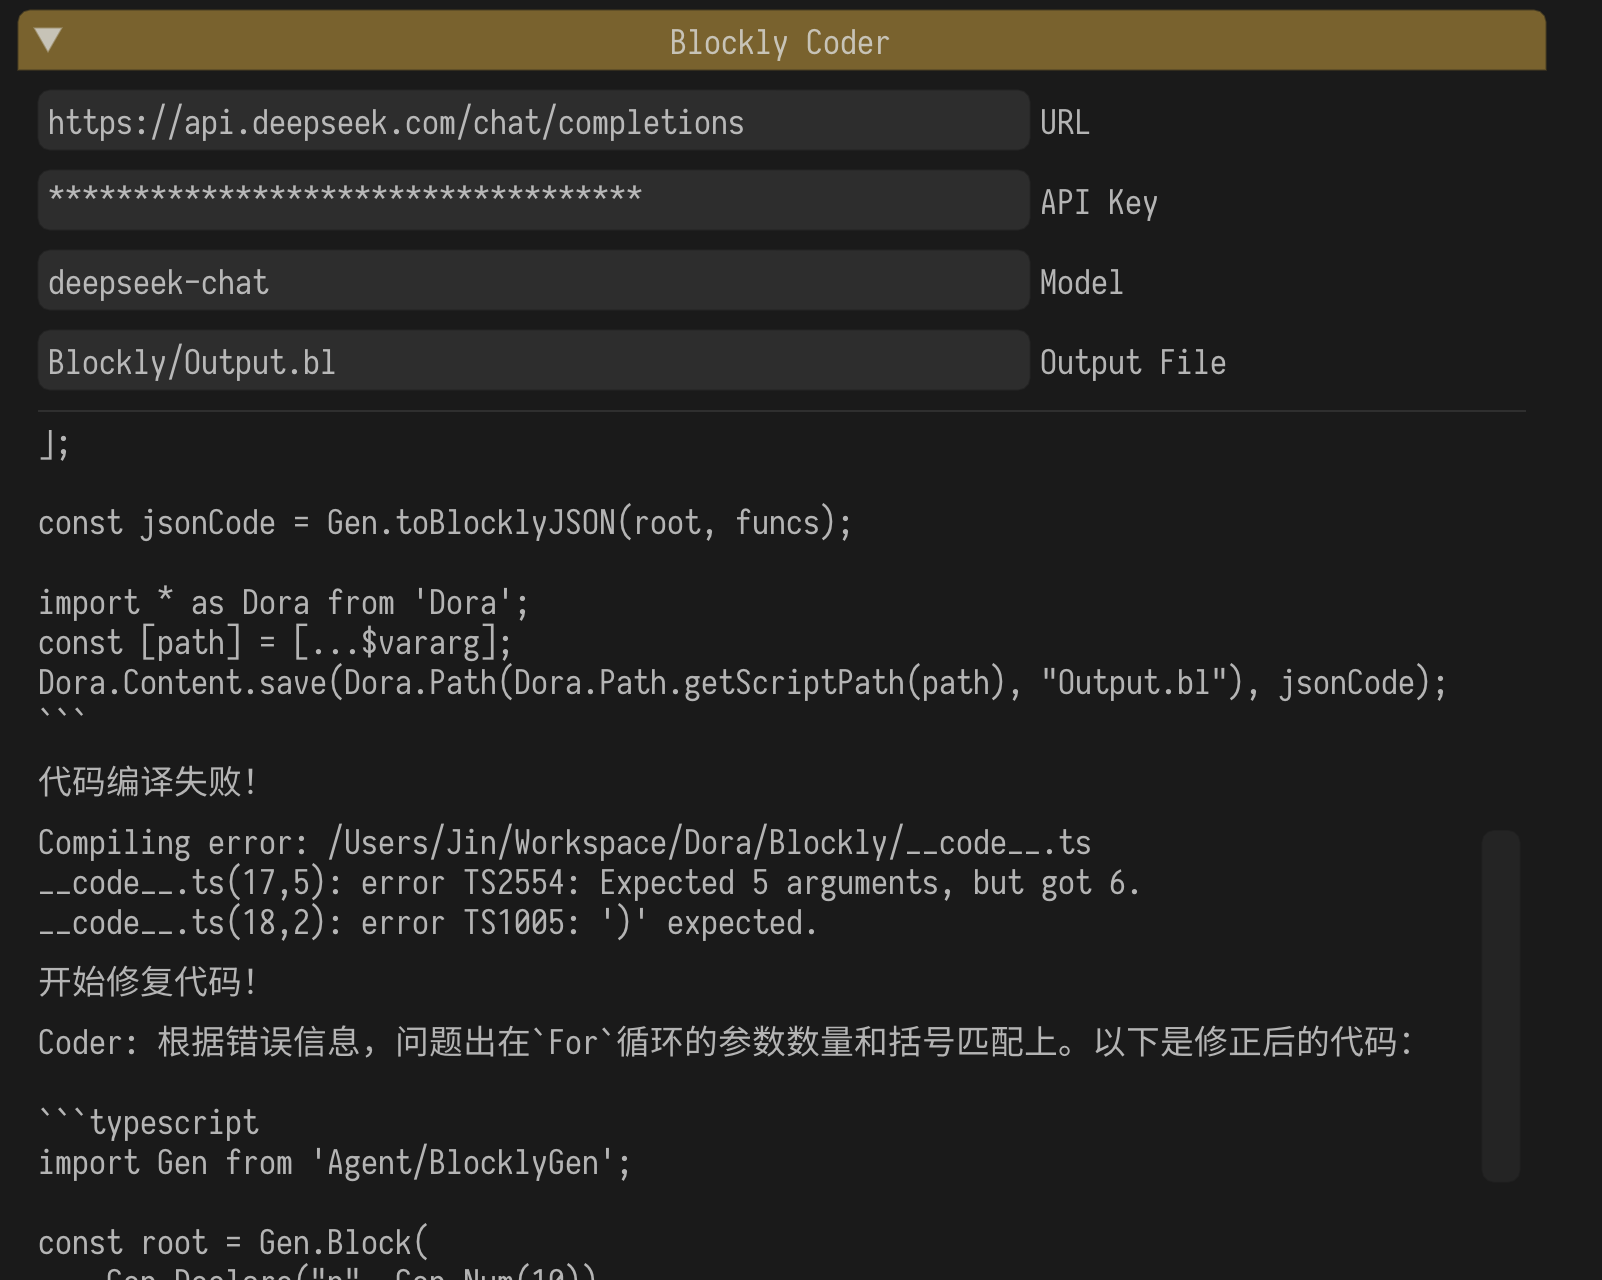 Blockly Coder
https://api.deepseek.com/chat/completions URL
*********************************** API Key
deepseek-chat Model
Blockly/Output.bl Output File
];
const jsonCode = Gen.toBlocklyJSON(root, funcs);
import * as Dora from 'Dora';
const [path] = [...$vararg];
Dora.Content.save(Dora.Path(Dora.Path.getScriptPath(path), "Output.bl"), jsonCode);
```
代码编译失败！
Compiling error: /Users/Jin/Workspace/Dora/Blockly/__code__.ts
__code__.ts(17,5): error TS2554: Expected 5 arguments, but got 6.
__code__.ts(18,2): error TS1005: ')' expected.
开始修复代码！
Coder: 根据错误信息，问题出在`For`循环的参数数量和括号匹配上。以下是修正后的代码：
```typescript
import Gen from 'Agent/BlocklyGen';
const root = Gen.Block(
Gen.Declare("n", Gen.Num(10))